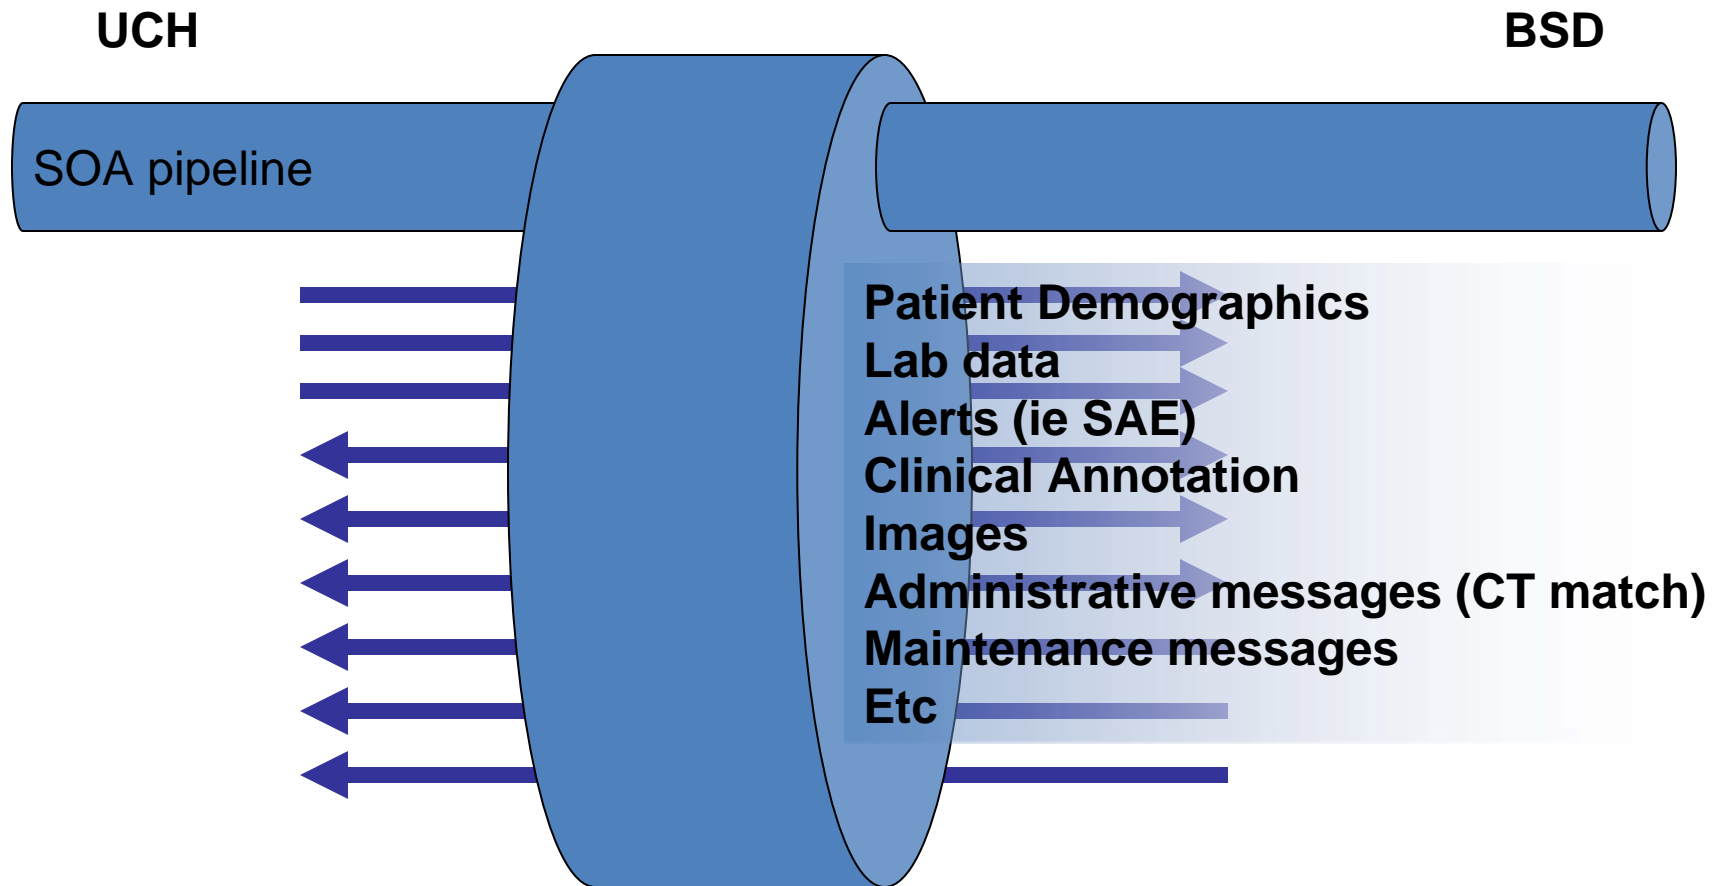 UCH
BSD
SOA pipeline
Patient Demographics
Lab data
Alerts (ie SAE)
Clinical Annotation
Images
Administrative messages (CT match)
Maintenance messages
Etc